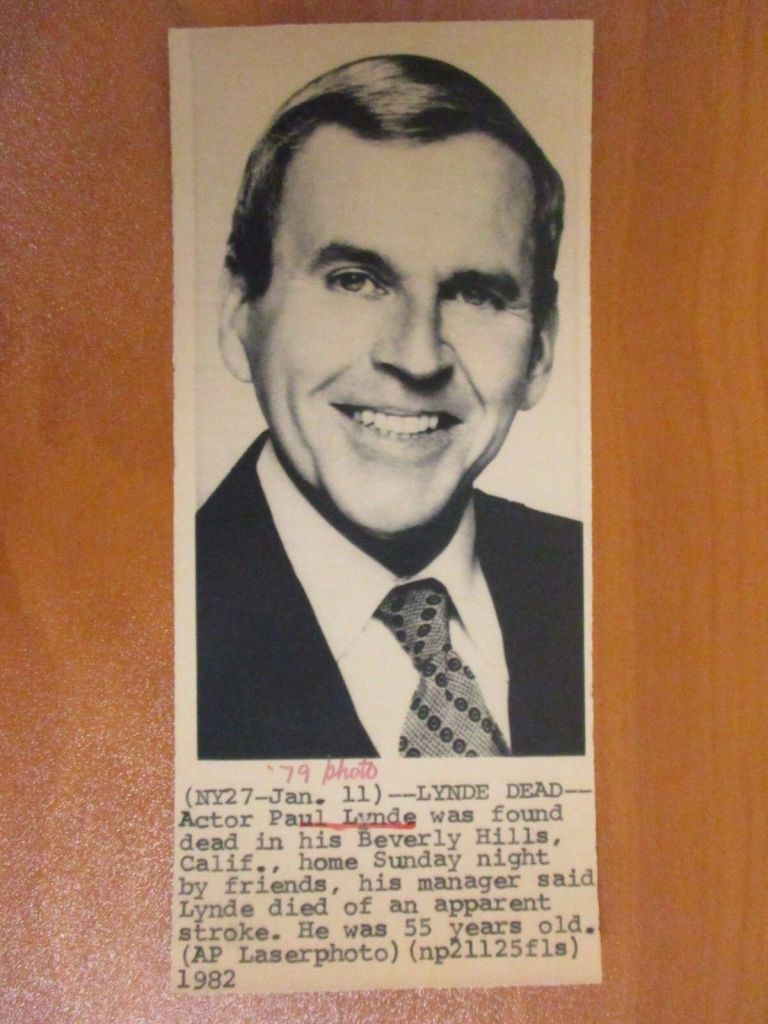 '79 photo
(NY27-Jan. 11)--LYNDE DEAD--
Actor Paul Lynde was found
dead in his Beverly Hills,
Calif., home Sunday night
by friends, his manager said
Lynde died of an apparent
stroke. He was 55 years old.
(AP Laserphoto)(np21125fls)
1982